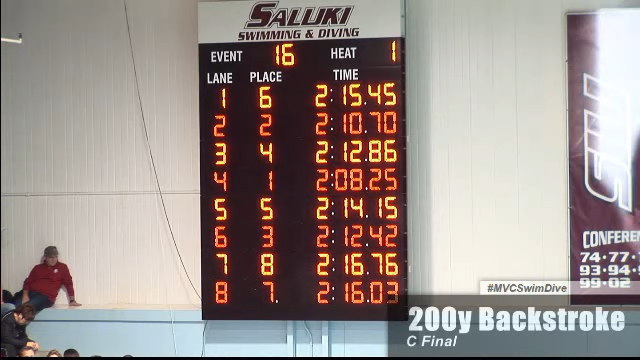 SALUKI
SWIMMING & DIVING
EVENT 16 HEAT 1
LANE PLACE TIME
1 6 2:15.45
2 2 2:10.70
3 4 2:12.86
4 1 2:08.25
5 5 2:14.15
6 3 2:12.42
7 8 2:16.76
8 7. 2:16.03
SIU
CONFEREN
74-77-
93-94-9
99-02
#MVCSwimDive
200y Backstroke
C Final